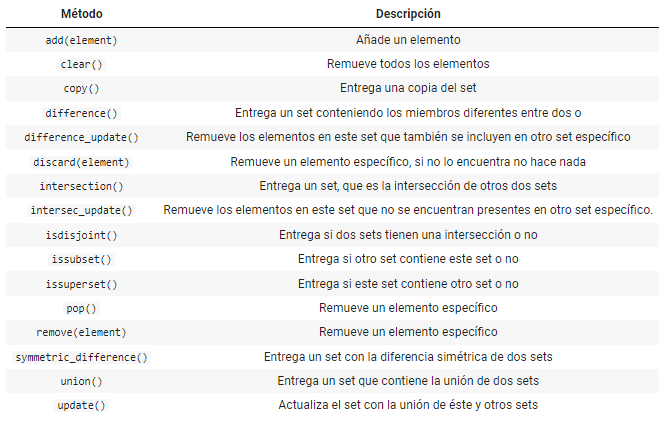 Método Descripción
add(element) Añade un elemento
clear() Remueve todos los elementos
copy() Entrega una copia del set
difference() Entrega un set conteniendo los miembros diferentes entre dos o
difference_update() Remueve los elementos en este set que también se incluyen en otro set específico
discard(element) Remueve un elemento específico, si no lo encuentra no hace nada
intersection() Entrega un set, que es la intersección de otros dos sets
intersec_update() Remueve los elementos en este set que no se encuentran presentes en otro set específico.
isdisjoint() Entrega si dos sets tienen una intersección o no
issubset() Entrega si otro set contiene este set o no
issuperset() Entrega si este set contiene otro set o no
pop() Remueve un elemento específico
remove(element) Remueve un elemento específico
symmetric_difference() Entrega un set con la diferencia simétrica de dos sets
union() Entrega un set que contiene la unión de dos sets
update() Actualiza el set con la unión de éste y otros sets